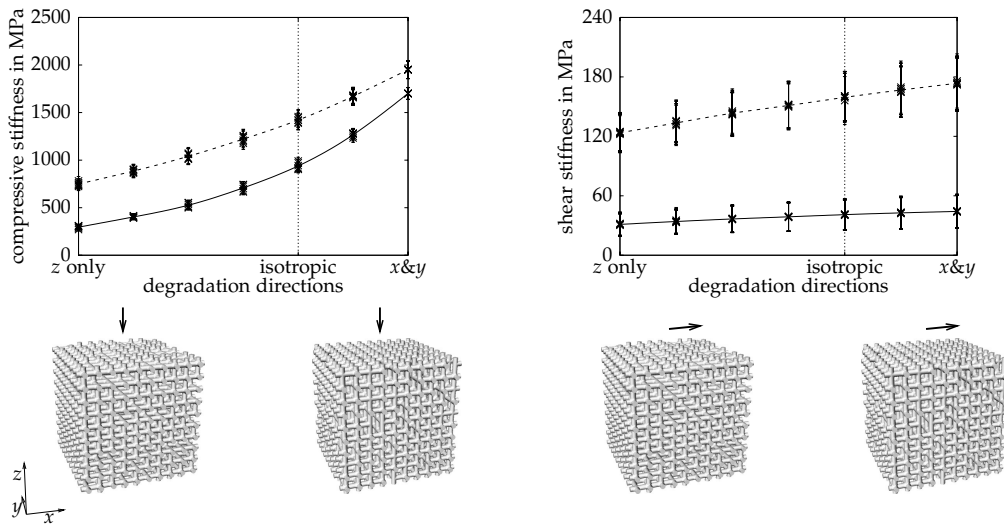 compressive stiffness in MPa
2500
2000
1500
1000
500
0
z only
isotropic
x&y
degradation directions
shear stiffness in MPa
240
180
120
60
0
z only
isotropic
x&y
degradation directions
z
y
x